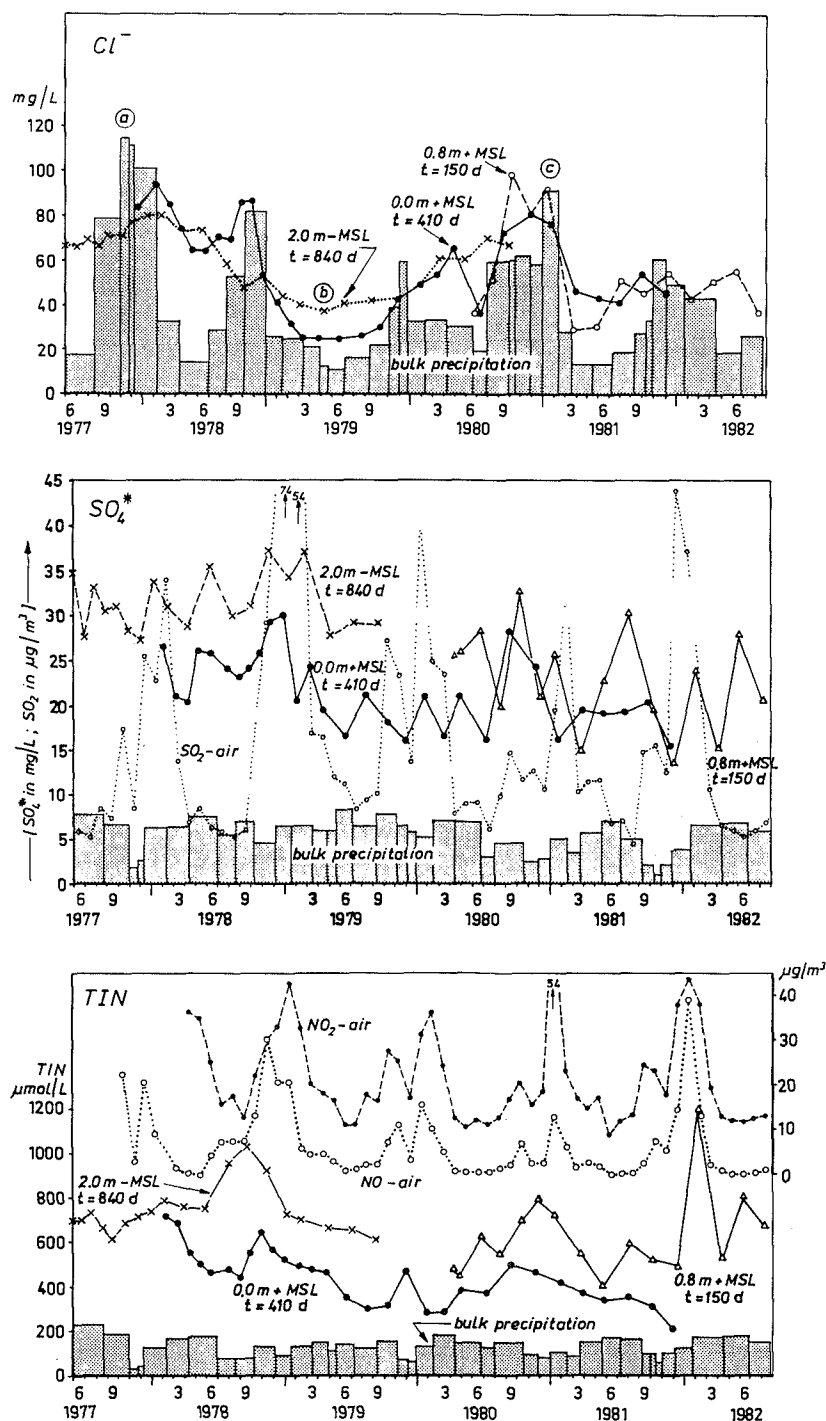 Cl⁻
mg/L
120
100
80
60
40
20
0
a
b
c
2.0 m - MSL
t = 840 d
0.0 m + MSL
t = 410 d
0.8 m + MSL
t = 150 d
bulk precipitation
6 9 3 6 9 3 6 9 3 6 9 3 6 9 3 6
1977 1978 1979 1980 1981 1982
SO₄*
[ SO₄* in mg/L ; SO₂ in µg/m³ ]
45
40
35
30
25
20
15
10
5
0
74 54
2.0 m - MSL
t = 840 d
0.0 m + MSL
t = 410 d
SO₂-air
0.8 m + MSL
t = 150 d
bulk precipitation
6 9 3 6 9 3 6 9 3 6 9 3 6 9 3 6
1977 1978 1979 1980 1981 1982
TIN
µg/m³
40
30
20
10
0
TIN
µmol/L
1200
1000
800
600
400
200
0
54
NO₂-air
NO-air
2.0 m - MSL
t = 840 d
0.0 m + MSL
t = 410 d
0.8 m + MSL
t = 150 d
bulk precipitation
6 9 3 6 9 3 6 9 3 6 9 3 6 9 3 6
1977 1978 1979 1980 1981 1982